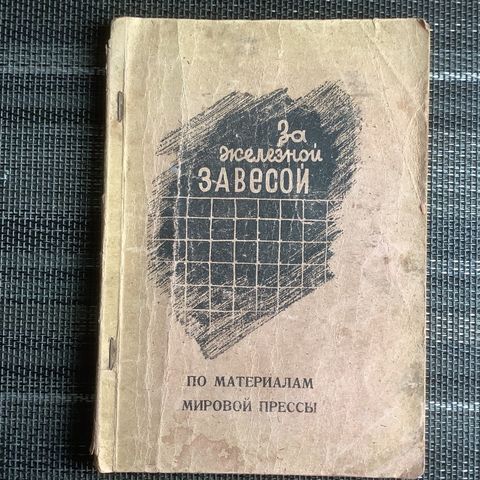 За
железной
ЗАВЕСОЙ
ПО МАТЕРИАЛАМ
МИРОВОЙ ПРЕССЫ